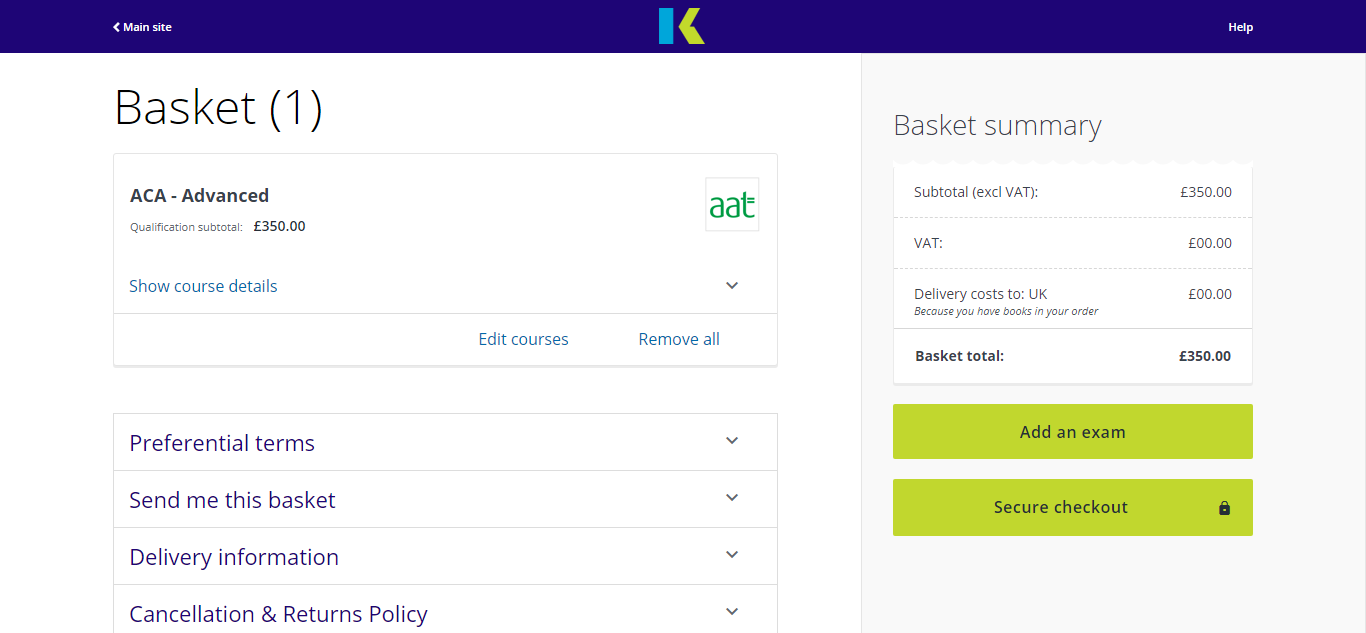 Main site
Help
Basket (1)
ACA - Advanced
Qualification subtotal: £350.00
aat
Show course details
Edit courses Remove all
Preferential terms
Send me this basket
Delivery information
Cancellation & Returns Policy
Basket summary
Subtotal (excl VAT): £350.00
VAT: £00.00
Delivery costs to: UK £00.00
Because you have books in your order
Basket total: £350.00
Add an exam
Secure checkout